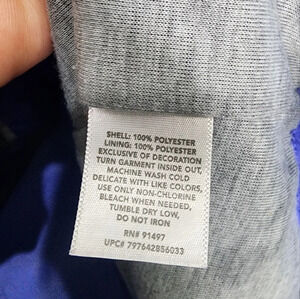 SHELL: 100% POLYESTER
LINING: 100% POLYESTER
EXCLUSIVE OF DECORATION
TURN GARMENT INSIDE OUT,
MACHINE WASH COLD
DELICATE WITH LIKE COLORS,
USE ONLY NON-CHLORINE
BLEACH WHEN NEEDED,
TUMBLE DRY LOW,
DO NOT IRON
RN# 91497
UPC# 797642856033